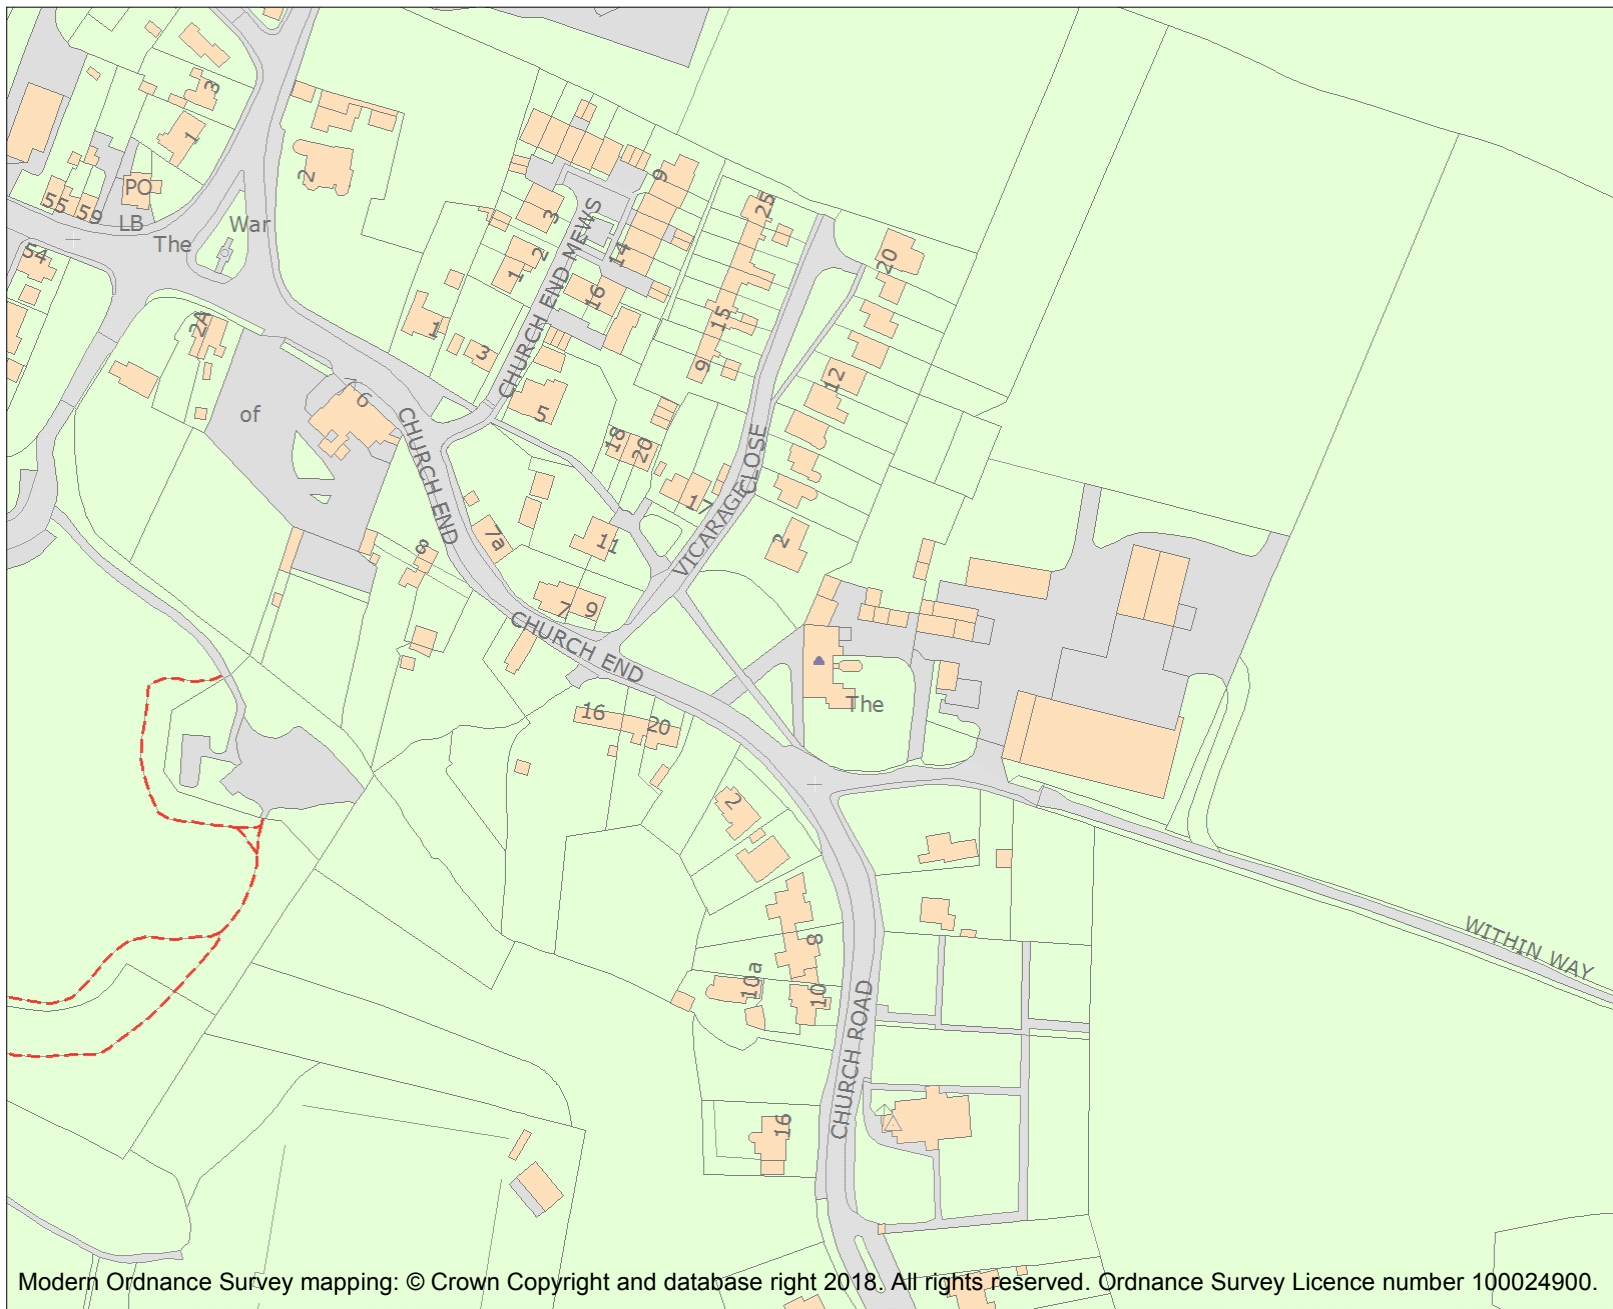 3
1
PO
55
59
LB
The
War
2
54
2A
of
6
1
3
CHURCH END MEWS
3
2
1
9
14
16
5
25
15
9
20
12
18
20
17
VICARAGE CLOSE
2
CHURCH END
7a
8
11
7
9
CHURCH END
16
20
The
2
8
10a
10
CHURCH ROAD
16
WITHIN WAY
Modern Ordnance Survey mapping: © Crown Copyright and database right 2018. All rights reserved. Ordnance Survey Licence number 100024900.